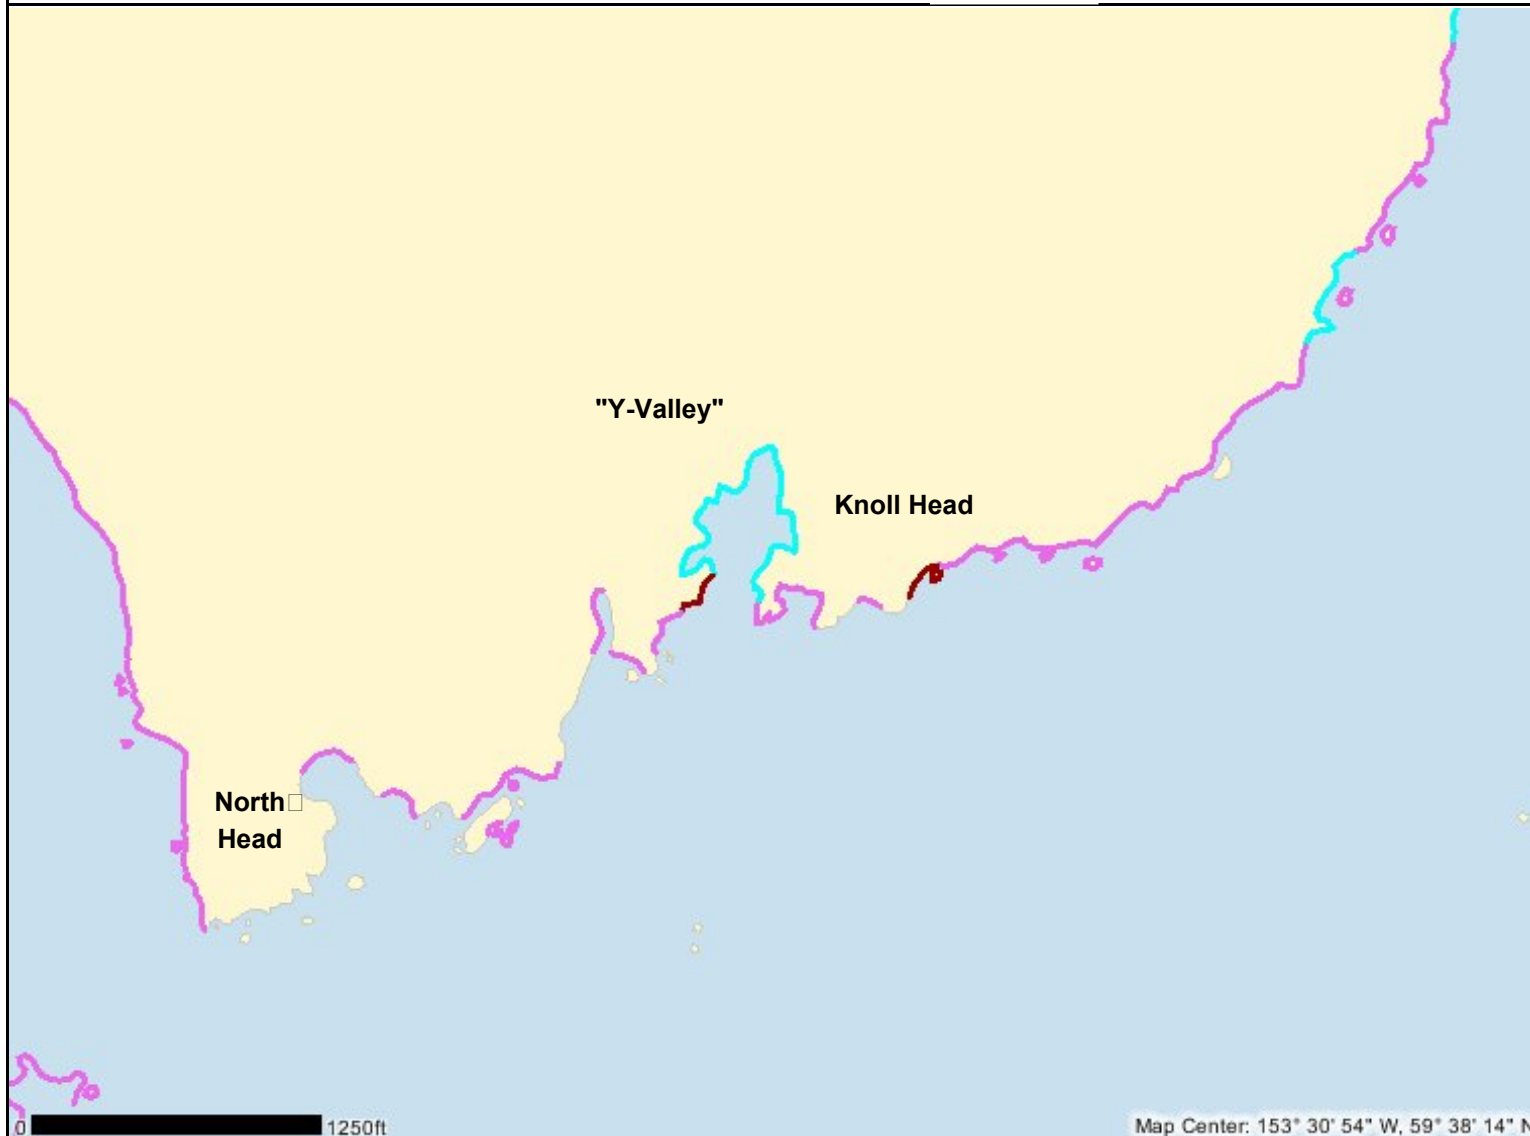 "Y-Valley"
Knoll Head
North
Head
0 1250ft
Map Center: 153° 30' 54" W, 59° 38' 14" N